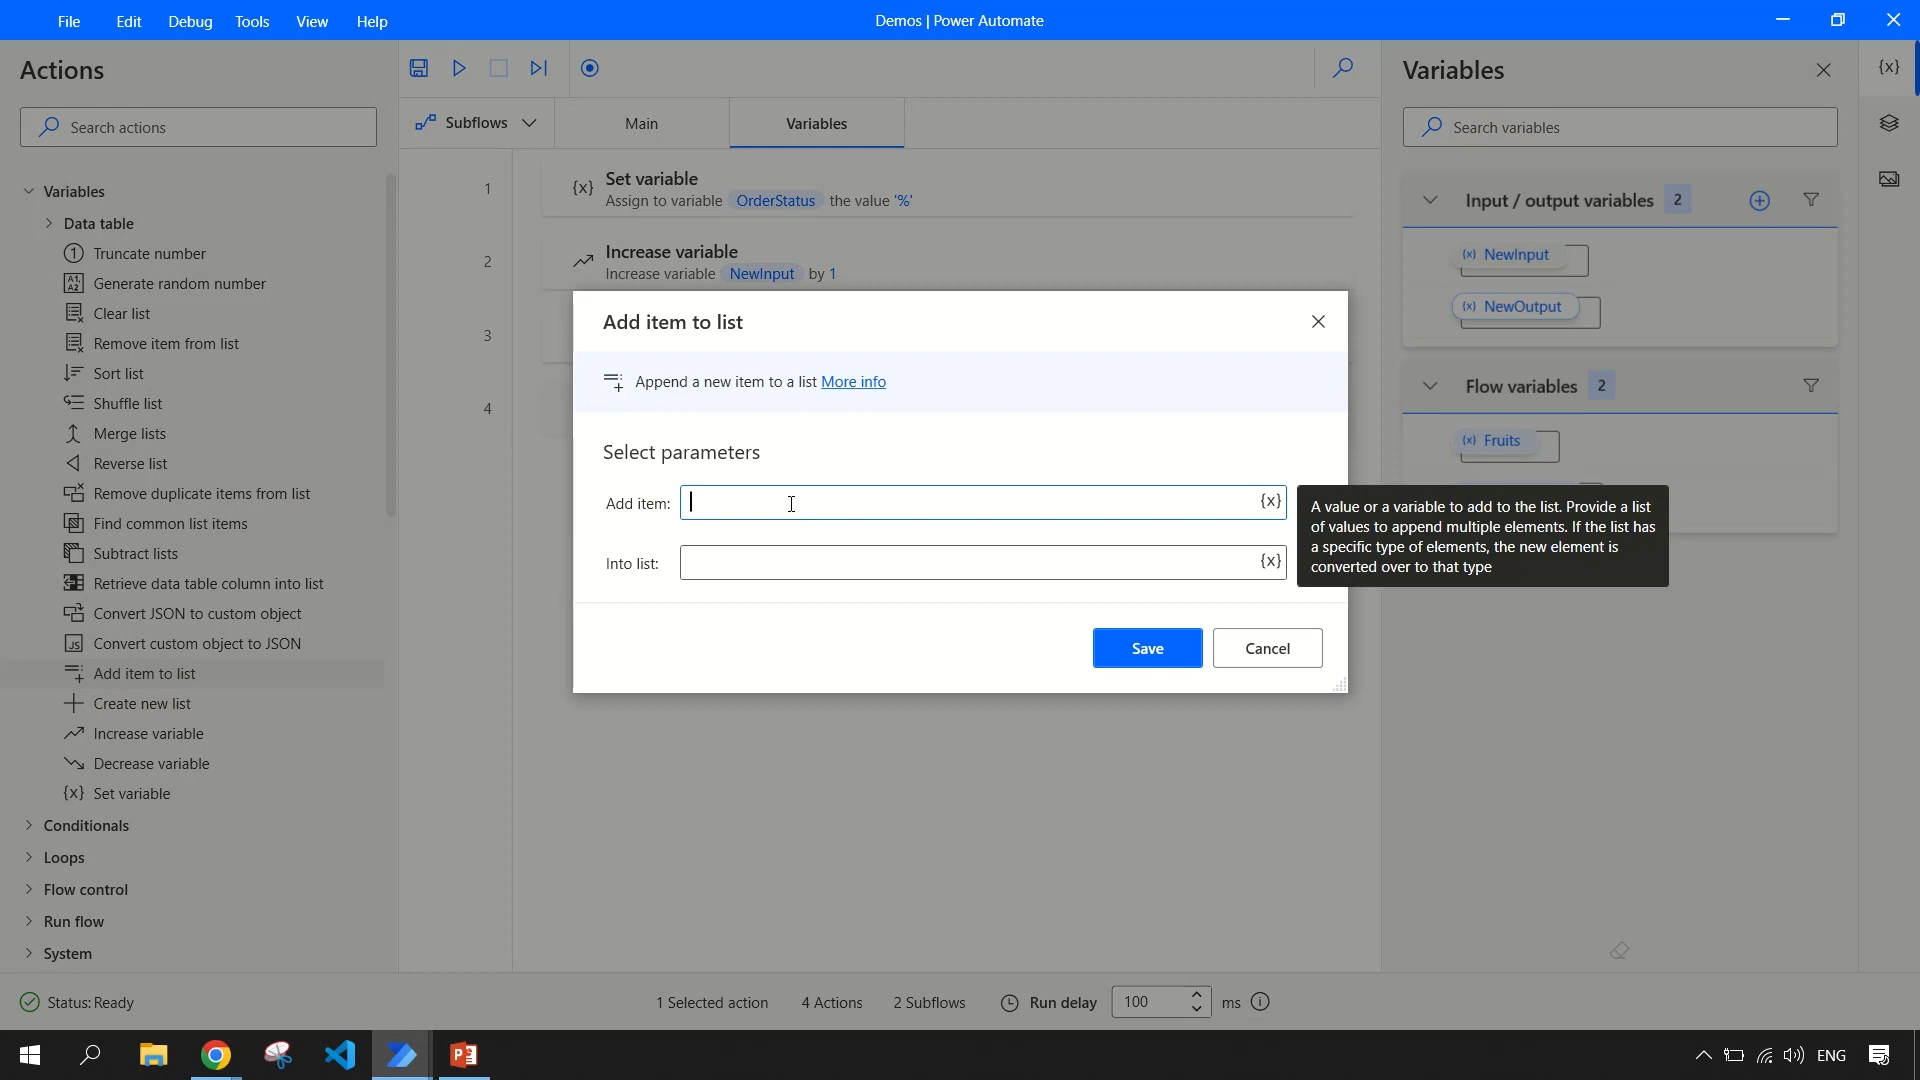 File Edit Debug Tools View Help
Demos | Power Automate
Actions
Search actions
Variables
Data table
Truncate number
Generate random number
Clear list
Remove item from list
Sort list
Shuffle list
Merge lists
Reverse list
Remove duplicate items from list
Find common list items
Subtract lists
Retrieve data table column into list
Convert JSON to custom object
Convert custom object to JSON
Add item to list
Create new list
Increase variable
Decrease variable
{x} Set variable
Conditionals
Loops
Flow control
Run flow
System
Subflows
Main
Variables
1
{x} Set variable
Assign to variable OrderStatus the value '%'
2
Increase variable
Increase variable NewInput by 1
3
4
Add item to list
Append a new item to a list More info
Select parameters
Add item: {x}
Into list: {x}
Save
Cancel
A value or a variable to add to the list. Provide a list
of values to append multiple elements. If the list has
a specific type of elements, the new element is
converted over to that type
Variables
{x}
Search variables
Input / output variables 2
(x) NewInput
(x) NewOutput
Flow variables 2
(x) Fruits
Status: Ready
1 Selected action
4 Actions
2 Subflows
Run delay 100 ms
ENG